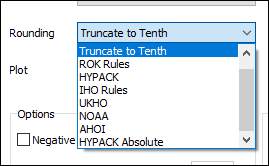 Rounding
Truncate to Tenth
Truncate to Tenth
ROK Rules
HYPACK
IHO Rules
UKHO
NOAA
AHOI
HYPACK Absolute
Plot
Options
Negative